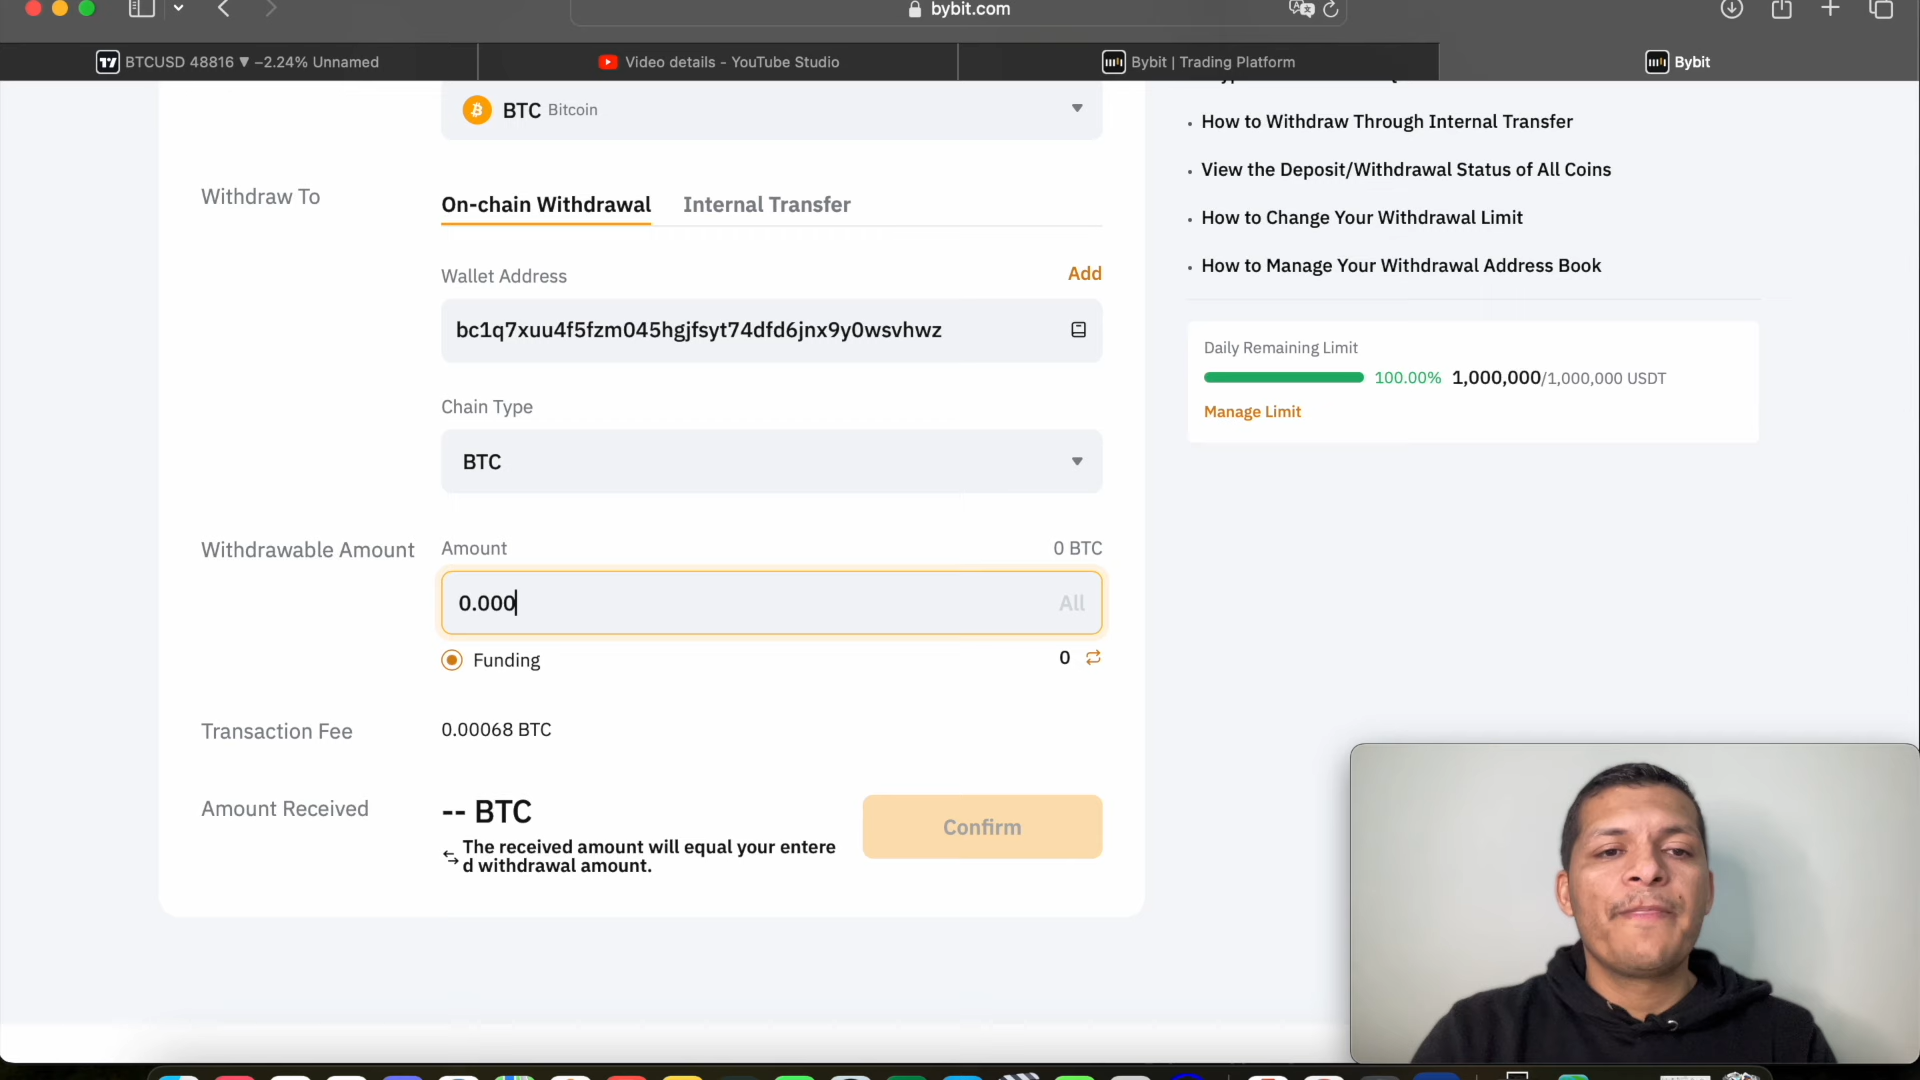 bybit.com
BTCUSD 48816 ▼ −2.24% Unnamed
Video details - YouTube Studio
Bybit | Trading Platform
Bybit
BTC Bitcoin
Withdraw To
On-chain Withdrawal
Internal Transfer
Wallet Address
Add
bc1q7xuu4f5fzm045hgjfsyt74dfd6jnx9y0wsvhwz
Chain Type
BTC
Withdrawable Amount
Amount
0 BTC
0.000
All
Funding
0
Transaction Fee
0.00068 BTC
Amount Received
-- BTC
The received amount will equal your entere
d withdrawal amount.
Confirm
• How to Withdraw Through Internal Transfer
• View the Deposit/Withdrawal Status of All Coins
• How to Change Your Withdrawal Limit
• How to Manage Your Withdrawal Address Book
Daily Remaining Limit
100.00% 1,000,000/1,000,000 USDT
Manage Limit